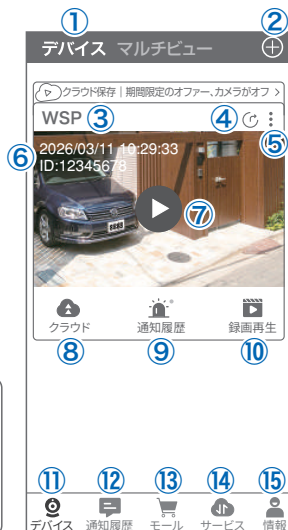 ① ②
デバイス マルチビュー
クラウド保存｜期間限定のオファー、カメラがオフ >
WSP ③ ④ ⑤
⑥ 2026/03/11 10:29:33
ID:12345678
⑦
クラウド 通知履歴 録画再生
⑧ ⑨ ⑩
⑪ ⑫ ⑬ ⑭ ⑮
デバイス 通知履歴 モール サービス 情報